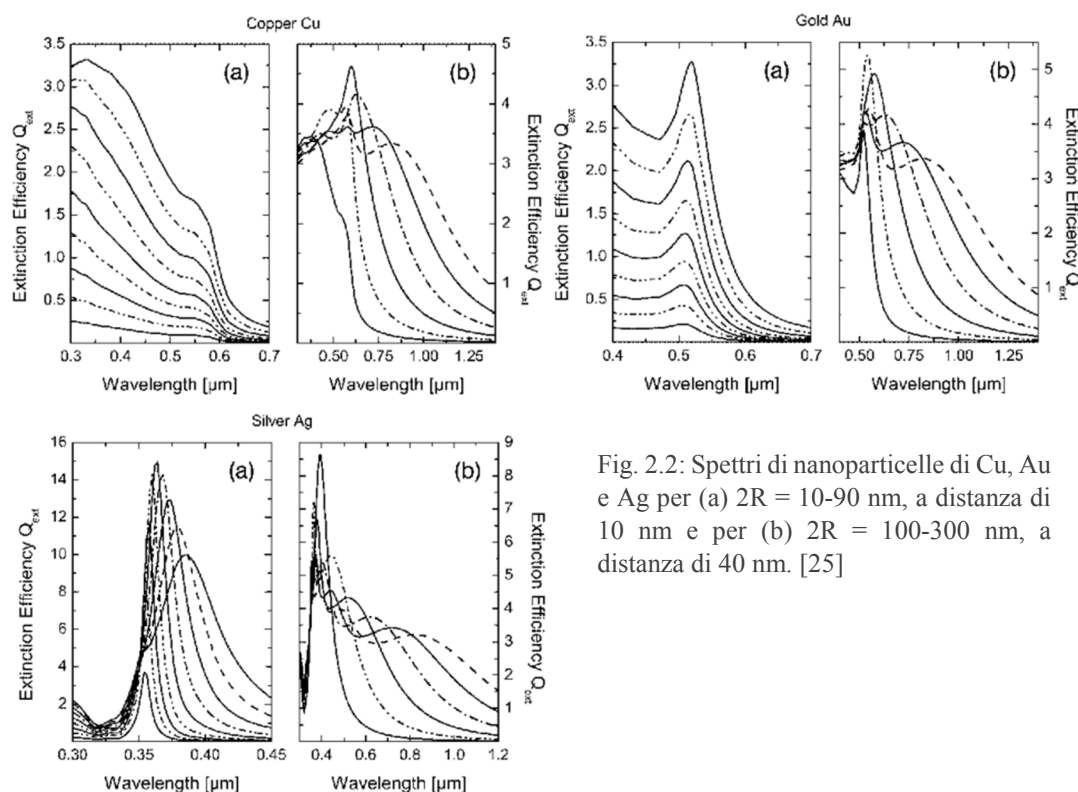 Copper Cu
(a)
(b)
Extinction Efficiency Q_ext
3.5
3.0
2.5
2.0
1.5
1.0
0.5
0.3 0.4 0.5 0.6 0.7
Wavelength [µm]
5
4
3
2
1
Extinction Efficiency Q_ext
0.50 0.75 1.00 1.25
Wavelength [µm]
Gold Au
(a)
(b)
Extinction Efficiency Q_ext
3.5
3.0
2.5
2.0
1.5
1.0
0.5
0.4 0.5 0.6 0.7
Wavelength [µm]
5
4
3
2
1
Extinction Efficiency Q_ext
0.50 0.75 1.00 1.25
Wavelength [µm]
Silver Ag
(a)
(b)
Extinction Efficiency Q_ext
16
14
12
10
8
6
4
2
0.30 0.35 0.40 0.45
Wavelength [µm]
9
8
7
6
5
4
3
2
1
Extinction Efficiency Q_ext
0.4 0.6 0.8 1.0 1.2
Wavelength [µm]
Fig. 2.2: Spettri di nanoparticelle di Cu, Au
e Ag per (a) 2R = 10-90 nm, a distanza di
10 nm e per (b) 2R = 100-300 nm, a
distanza di 40 nm. [25]